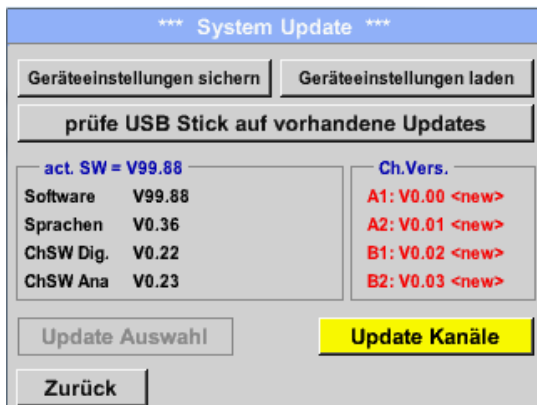 *** System Update ***
Geräteeinstellungen sichern
Geräteeinstellungen laden
prüfe USB Stick auf vorhandene Updates
act. SW = V99.88
Software V99.88
Sprachen V0.36
ChSW Dig. V0.22
ChSW Ana V0.23
Ch.Vers.
A1: V0.00 <new>
A2: V0.01 <new>
B1: V0.02 <new>
B2: V0.03 <new>
Update Auswahl
Update Kanäle
Zurück